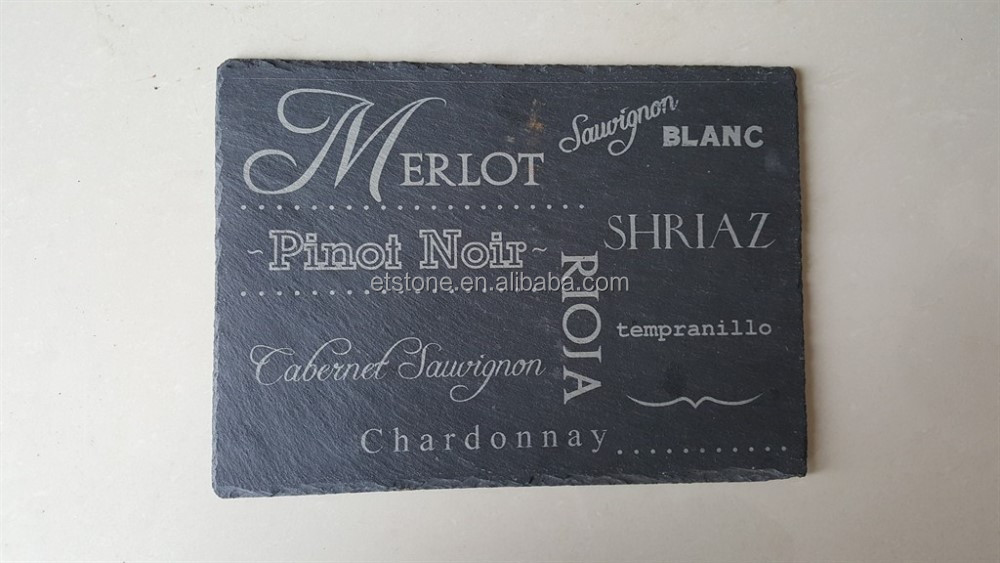 MERLOT
Sauvignon BLANC
~Pinot Noir~
SHRIAZ
RIOJA
etstone.en.alibaba.com
tempranillo
Cabernet Sauvignon
Chardonnay